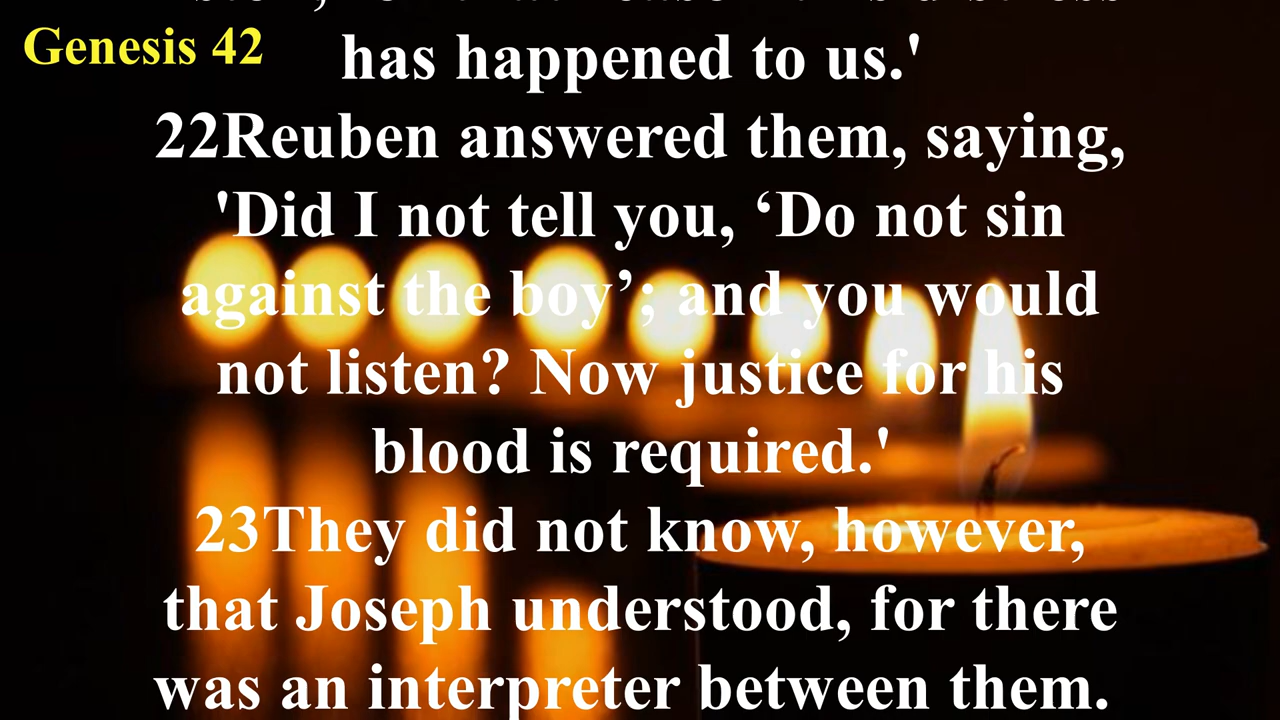 Genesis 42
has happened to us.'
22Reuben answered them, saying,
'Did I not tell you, ‘Do not sin
against the boy’; and you would
not listen? Now justice for his
blood is required.'
23They did not know, however,
that Joseph understood, for there
was an interpreter between them.